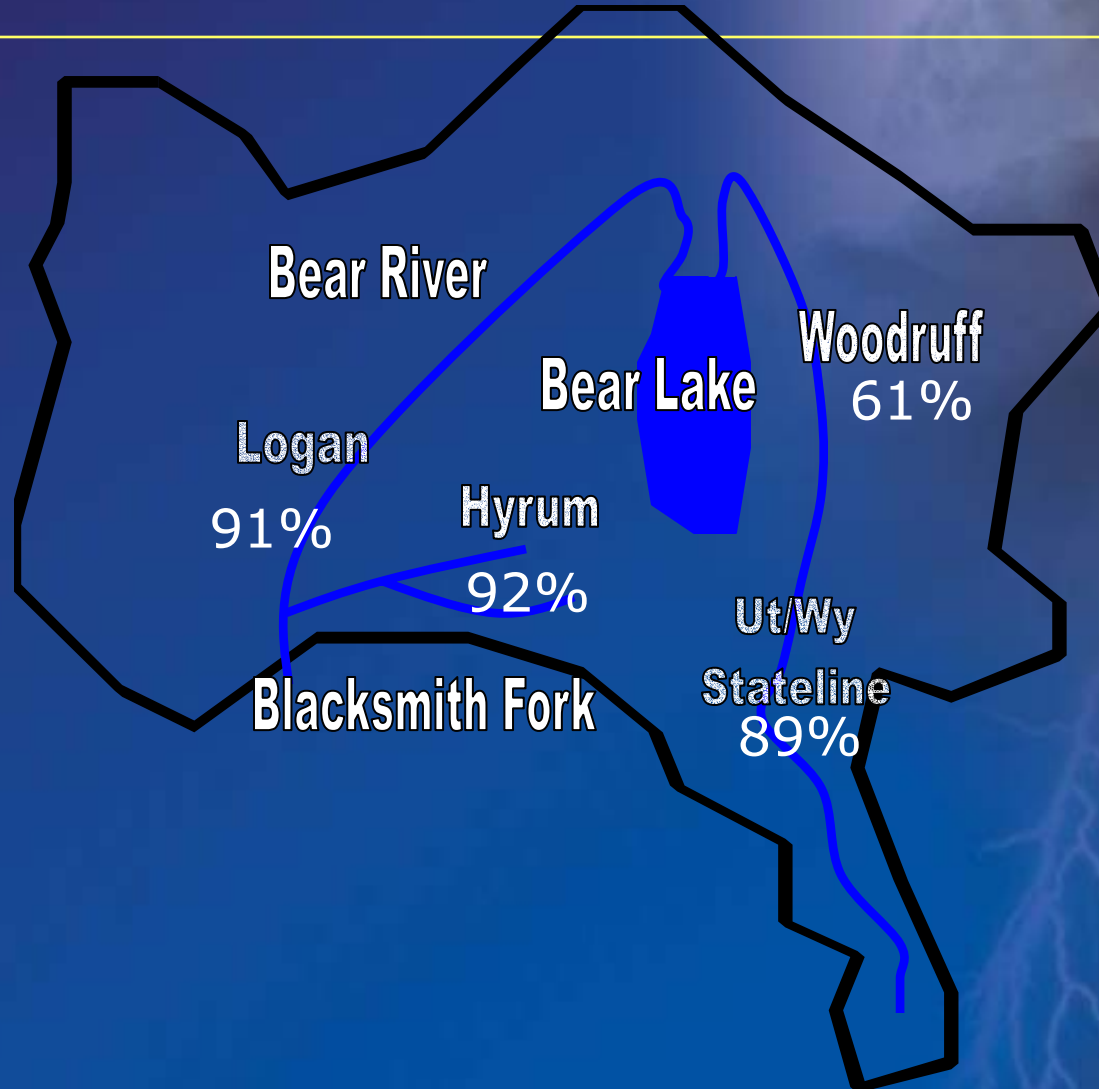 Bear River
Woodruff
61%
Bear Lake
Logan
91%
Hyrum
92%
Ut/Wy
Stateline
89%
Blacksmith Fork